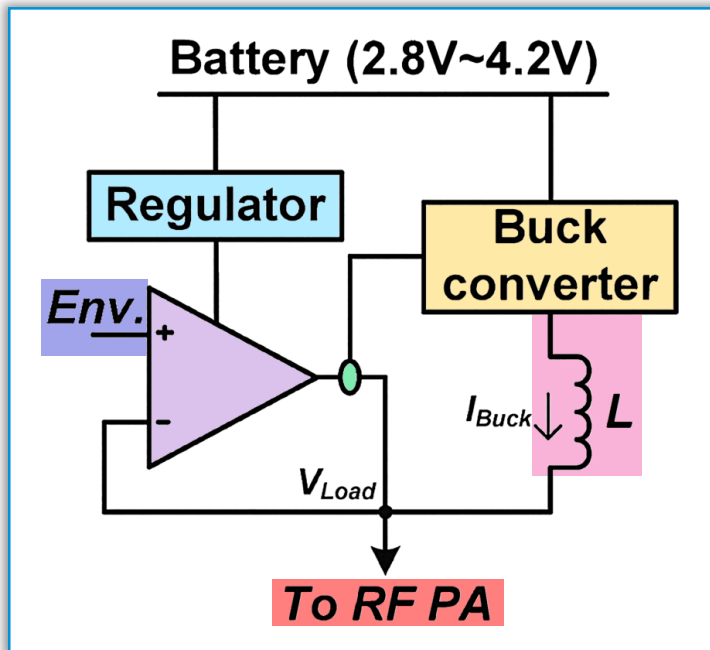 Battery (2.8V~4.2V)
Regulator
Buck
converter
Env.
+
-
I_Buck
L
V_Load
To RF PA